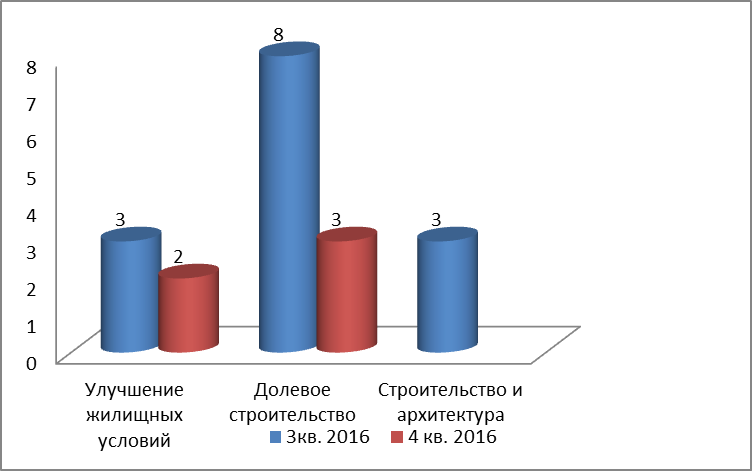 8
8
7
6
5
4
3
2
1
0
3
2
3
3
Улучшение жилищных условий
Долевое строительство
Строительство и архитектура
3кв. 2016
4 кв. 2016